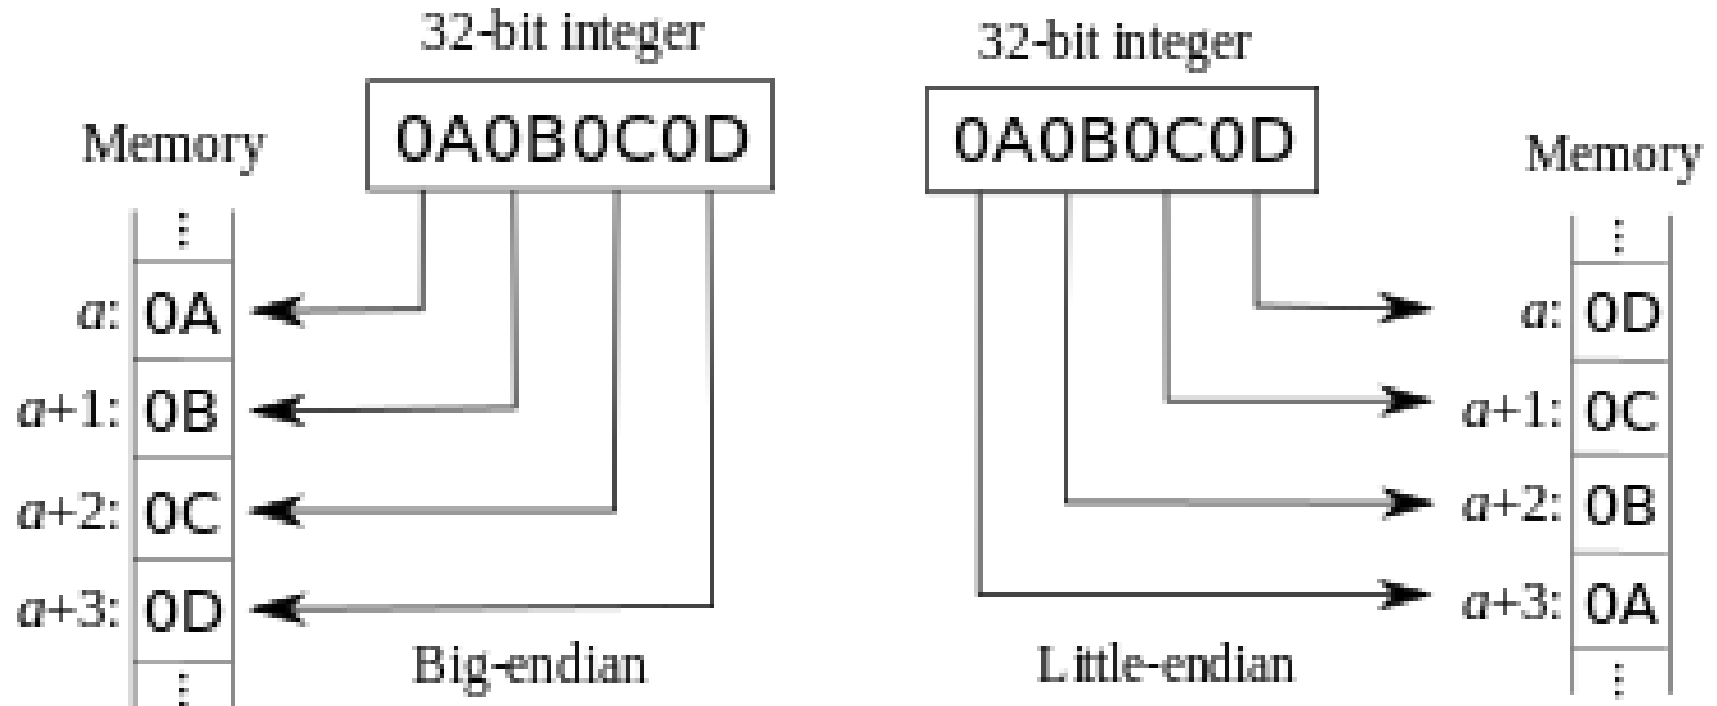 32-bit integer
0A0B0C0D
Memory
⋮
a: 0A
a+1: 0B
a+2: 0C
a+3: 0D
⋮
Big-endian
32-bit integer
0A0B0C0D
Memory
⋮
a: 0D
a+1: 0C
a+2: 0B
a+3: 0A
⋮
Little-endian